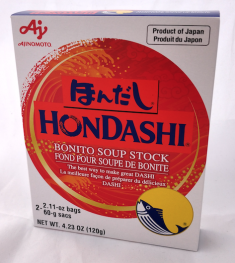 Aj
AJINOMOTO
Product of Japan
Produit du Japon
ほんだし
HONDASHI
BONITO SOUP STOCK
FOND POUR SOUPE DE BONITE
The best way to make great DASHI
La meilleure façon de préparer du délicieux
DASHI
2- 2.11-oz bags
60-g sacs
NET WT. 4.23 OZ (120g)